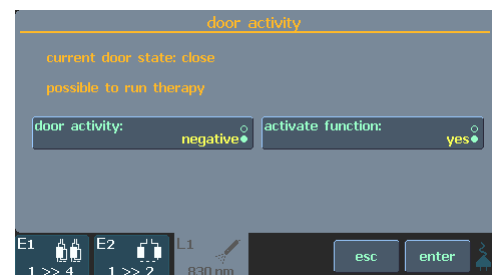 door activity
current door state: close
possible to run therapy
door activity:
negative
activate function:
yes
E1
1 >> 4
E2
1 >> 2
L1
830 nm
esc
enter